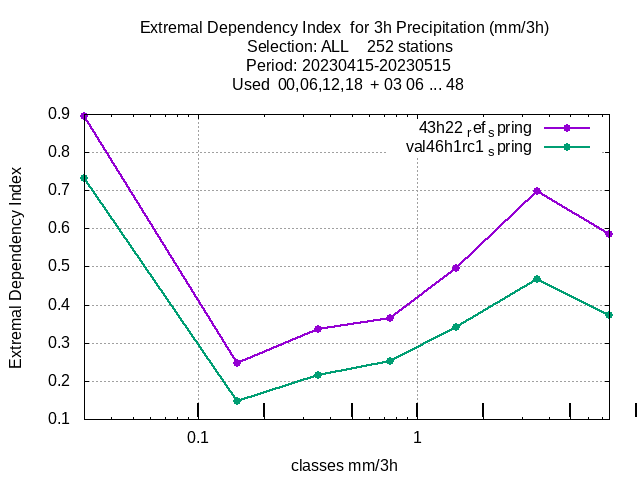 Extremal Dependency Index  for 3h Precipitation (mm/3h)
Selection: ALL    252 stations
Period: 20230415-20230515
Used  00,06,12,18  + 03 06 ... 48
43h22 ref spring
val46h1rc1 spring
0.9
0.8
0.7
0.6
0.5
0.4
0.3
0.2
0.1
Extremal Dependency Index
0.1 1
classes mm/3h